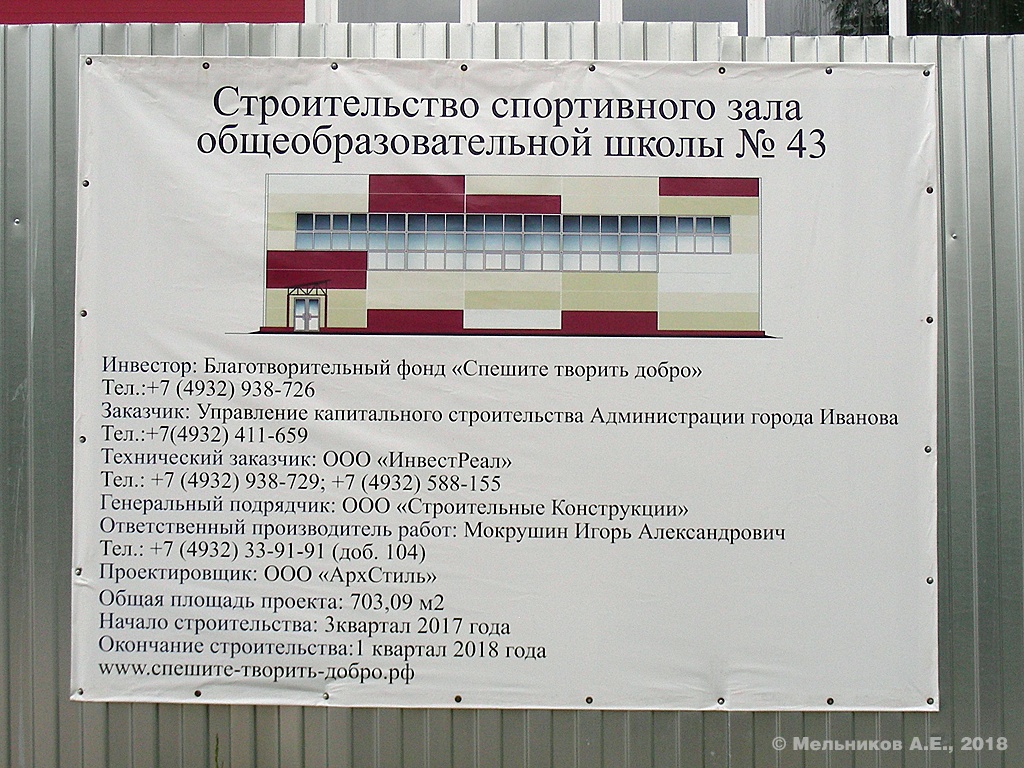 Строительство спортивного зала
общеобразовательной школы № 43
Инвестор: Благотворительный фонд «Спешите творить добро»
Тел.:+7 (4932) 938-726
Заказчик: Управление капитального строительства Администрации города Иванова
Тел.:+7(4932) 411-659
Технический заказчик: ООО «ИнвестРеал»
Тел.: +7 (4932) 938-729; +7 (4932) 588-155
Генеральный подрядчик: ООО «Строительные Конструкции»
Ответственный производитель работ: Мокрушин Игорь Александрович
Тел.: +7 (4932) 33-91-91 (доб. 104)
Проектировщик: ООО «АрхСтиль»
Общая площадь проекта: 703,09 м2
Начало строительства: 3квартал 2017 года
Окончание строительства:1 квартал 2018 года
www.спешите-творить-добро.рф
© Мельников А.Е., 2018